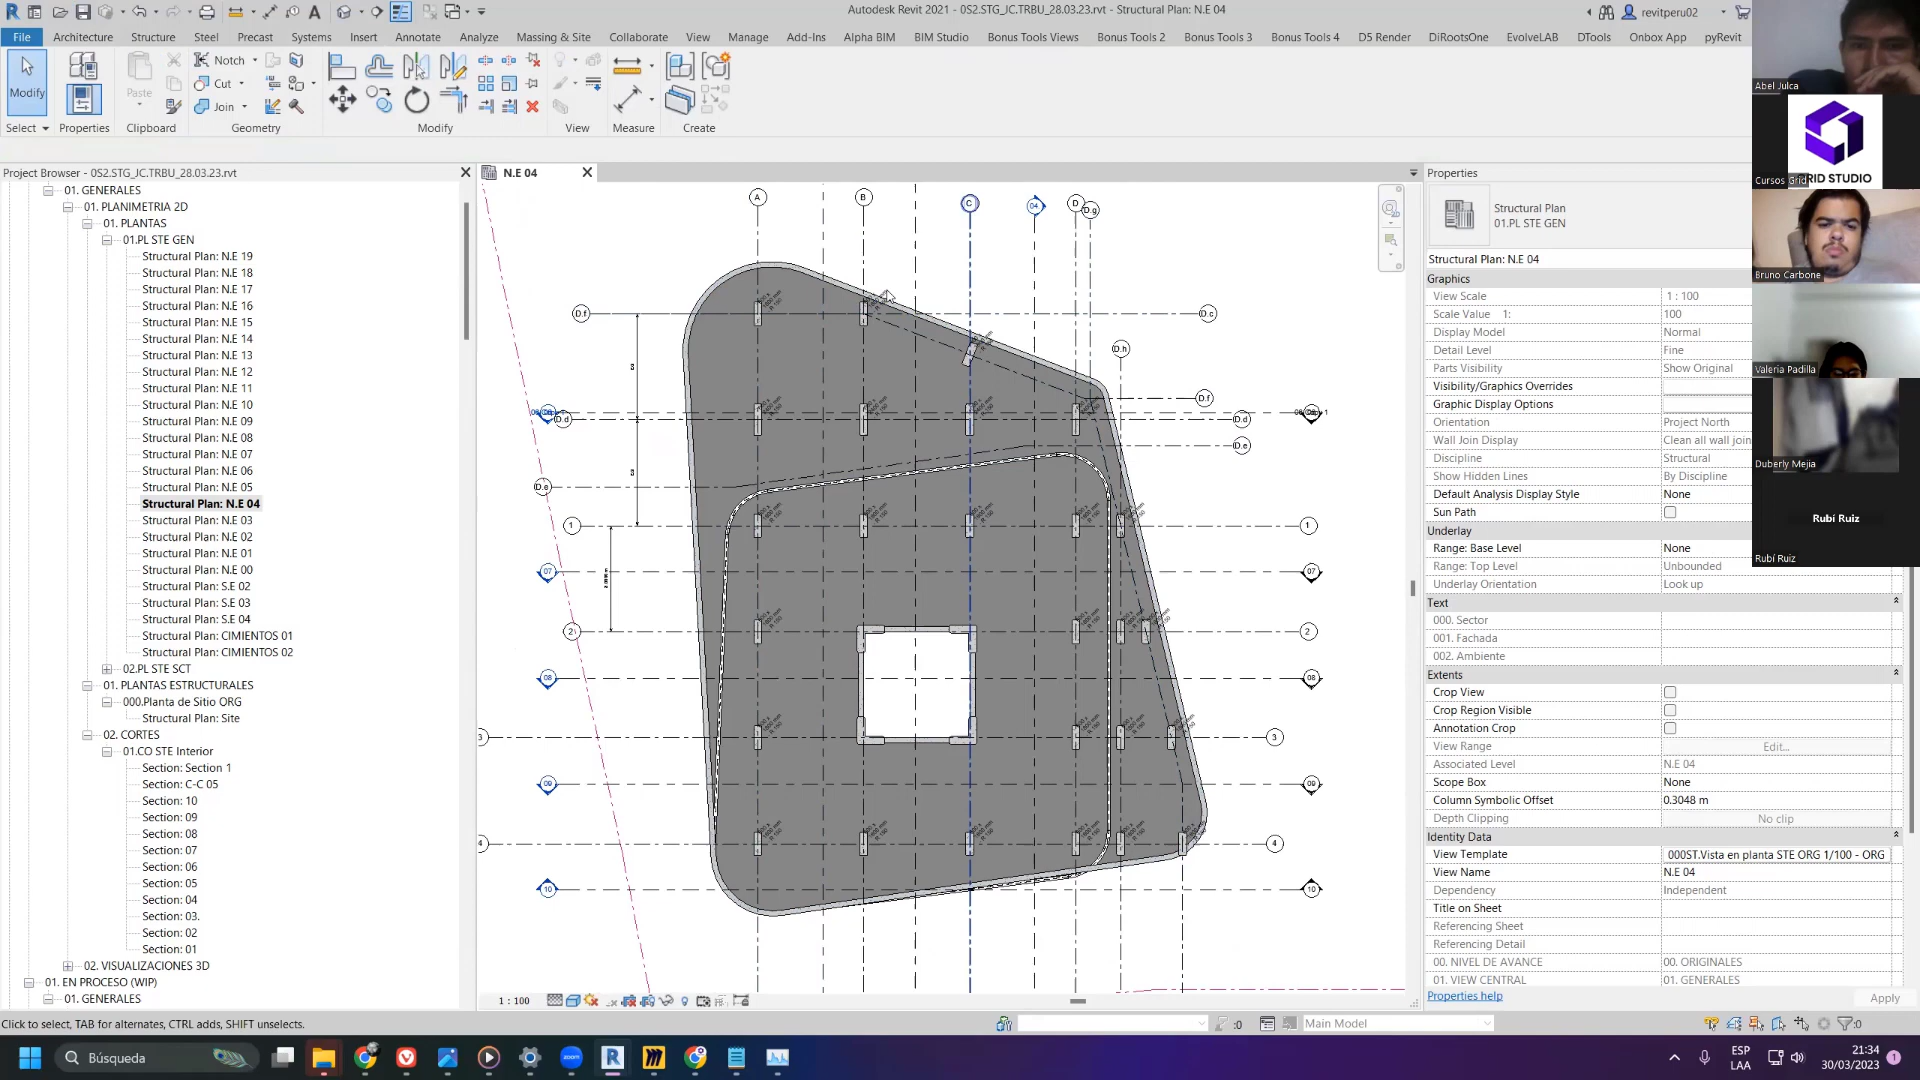 Autodesk Revit 2021 - 0S2.STG_JC.TRBU_28.03.23.rvt - Structural Plan: N.E 04
revitperu02
File Architecture Structure Steel Precast Systems Insert Annotate Analyze Massing & Site Collaborate View Manage Add-Ins Alpha BIM BIM Studio Bonus Tools Views Bonus Tools 2 Bonus Tools 3 Bonus Tools 4 D5 Render DiRootsOne EvolveLAB DTools Onbox App pyRevit
Modify
Paste
Notch
Cut
Join
Select Properties Clipboard Geometry Modify View Measure Create
Project Browser - 0S2.STG_JC.TRBU_28.03.23.rvt
01. GENERALES
01. PLANIMETRIA 2D
01. PLANTAS
01.PL STE GEN
Structural Plan: N.E 19
Structural Plan: N.E 18
Structural Plan: N.E 17
Structural Plan: N.E 16
Structural Plan: N.E 15
Structural Plan: N.E 14
Structural Plan: N.E 13
Structural Plan: N.E 12
Structural Plan: N.E 11
Structural Plan: N.E 10
Structural Plan: N.E 09
Structural Plan: N.E 08
Structural Plan: N.E 07
Structural Plan: N.E 06
Structural Plan: N.E 05
Structural Plan: N.E 04
Structural Plan: N.E 03
Structural Plan: N.E 02
Structural Plan: N.E 01
Structural Plan: N.E 00
Structural Plan: S.E 02
Structural Plan: S.E 03
Structural Plan: S.E 04
Structural Plan: CIMIENTOS 01
Structural Plan: CIMIENTOS 02
02.PL STE SCT
01. PLANTAS ESTRUCTURALES
000.Planta de Sitio ORG
Structural Plan: Site
02. CORTES
01.CO STE Interior
Section: Section 1
Section: C-C 05
Section: 10
Section: 09
Section: 08
Section: 07
Section: 06
Section: 05
Section: 04
Section: 03.
Section: 02
Section: 01
02. VISUALIZACIONES 3D
01. EN PROCESO (WIP)
01. GENERALES
N.E 04
A B C 04 D D.g
D.f D.c
D.h
D.f
D.d D.d
D.e
D.e
1 1
07 07
2 2
08 08
3 3
09 09
4 4
10 10
1 : 100
Properties
Structural Plan
01.PL STE GEN
Structural Plan: N.E 04
Graphics
View Scale 1 : 100
Scale Value 1: 100
Display Model Normal
Detail Level Fine
Parts Visibility Show Original
Visibility/Graphics Overrides
Graphic Display Options
Orientation Project North
Wall Join Display Clean all wall join
Discipline Structural
Show Hidden Lines By Discipline
Default Analysis Display Style None
Sun Path
Underlay
Range: Base Level None
Range: Top Level Unbounded
Underlay Orientation Look up
Text
000. Sector
001. Fachada
002. Ambiente
Extents
Crop View
Crop Region Visible
Annotation Crop
View Range Edit...
Associated Level N.E 04
Scope Box None
Column Symbolic Offset 0.3048 m
Depth Clipping No clip
Identity Data
View Template 000ST.Vista en planta STE ORG 1/100 - ORG
View Name N.E 04
Dependency Independent
Title on Sheet
Referencing Sheet
Referencing Detail
00. NIVEL DE AVANCE 00. ORIGINALES
01. VIEW CENTRAL 01. GENERALES
Properties help Apply
Abel Julca
RID STUDIO
Cursos Grid
Bruno Carbone
Valeria Padilla
Duberly Mejia
Rubí Ruiz
Rubí Ruiz
Click to select, TAB for alternates, CTRL adds, SHIFT unselects.
:0 Main Model :0
Búsqueda
zoom
ESP
LAA
21:34
30/03/2023
1